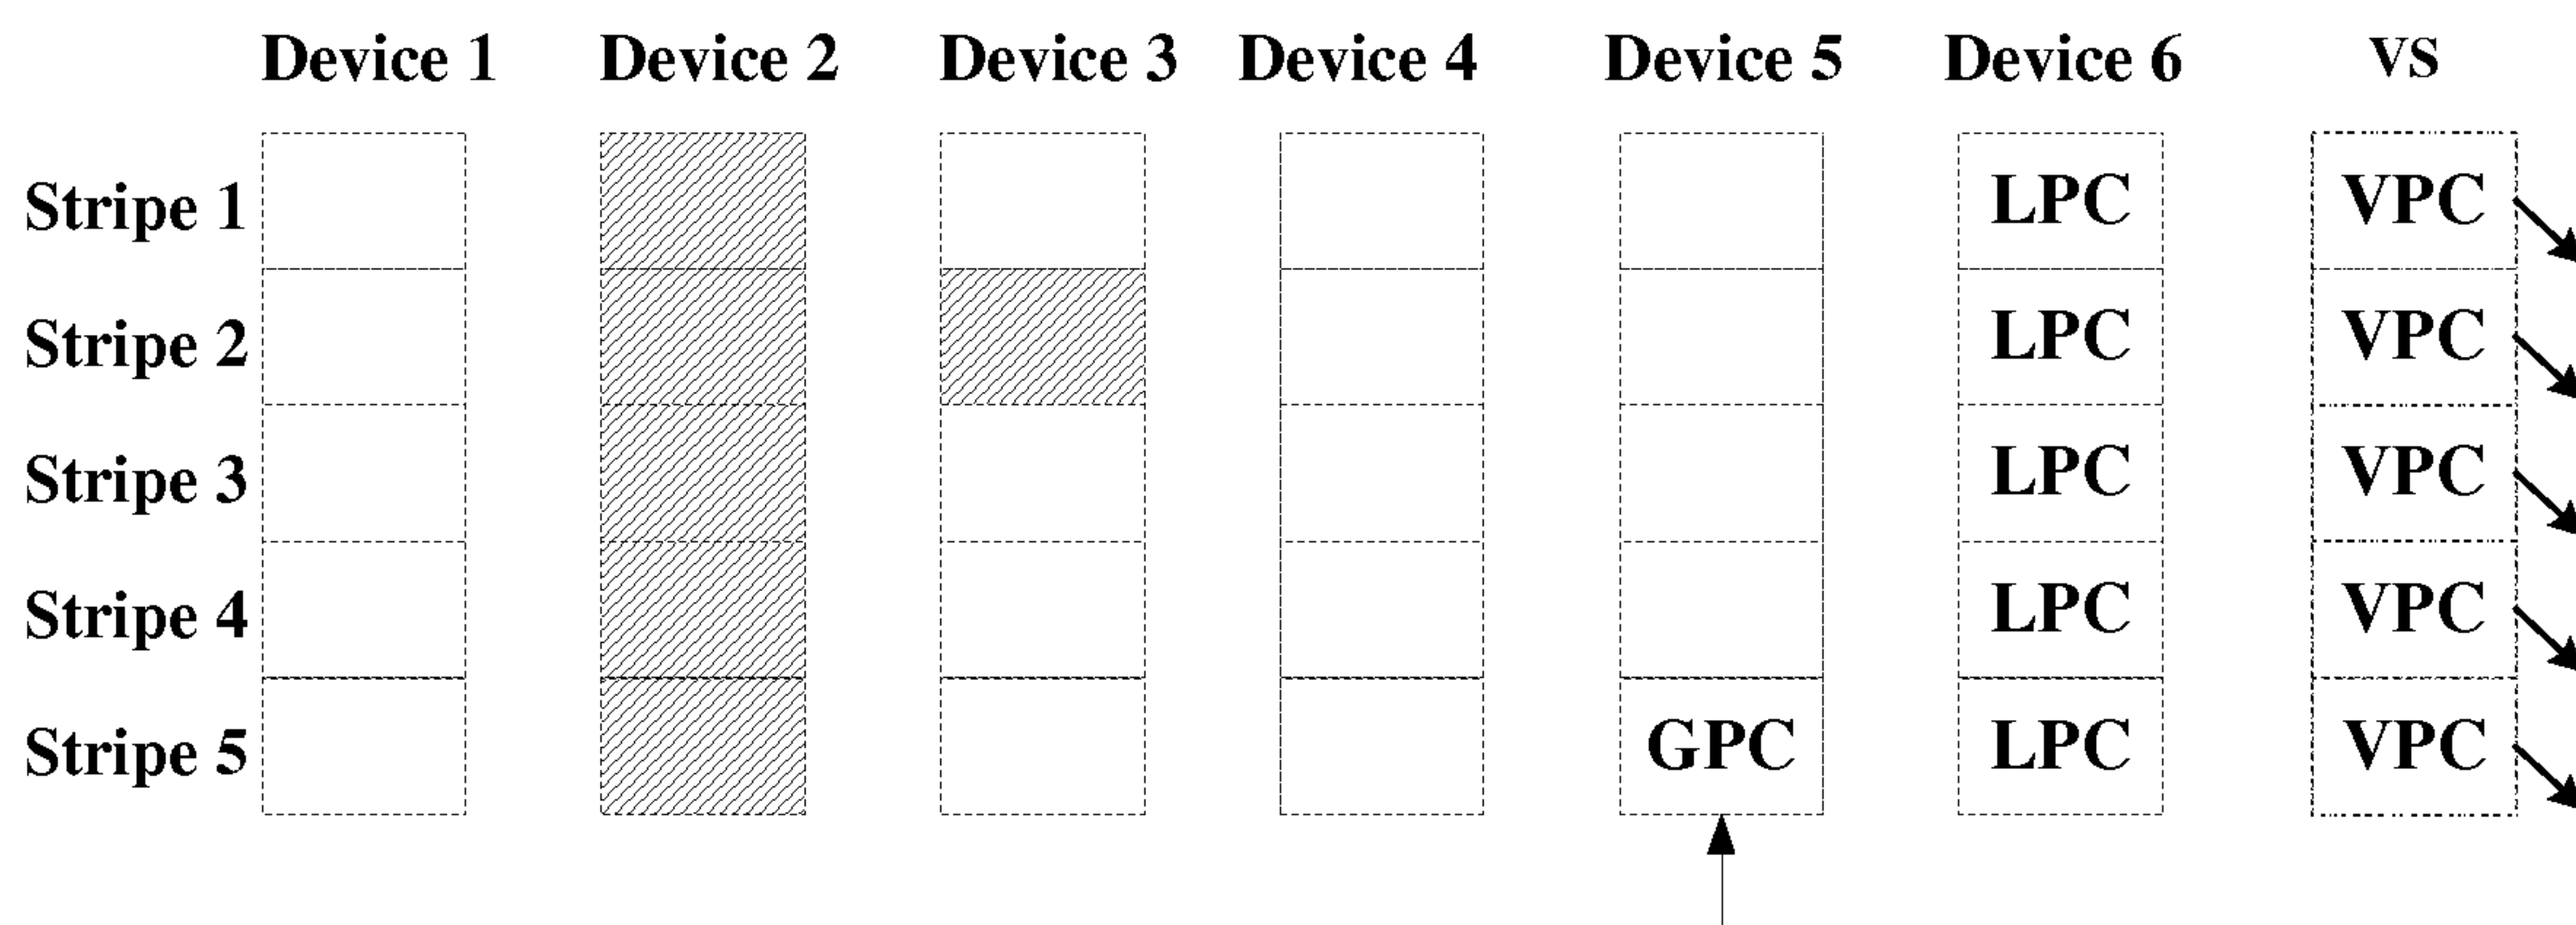 Device 1 Device 2 Device 3 Device 4 Device 5 Device 6 VS
Stripe 1 LPC VPC
Stripe 2 LPC VPC
Stripe 3 LPC VPC
Stripe 4 LPC VPC
Stripe 5 GPC LPC VPC